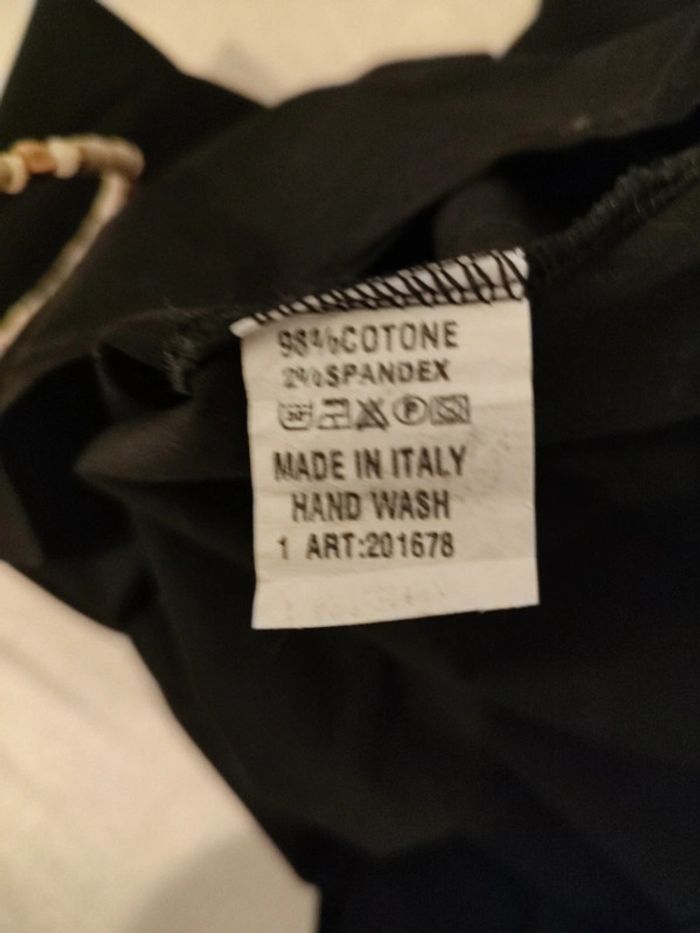 98%COTONE
2%SPANDEX
MADE IN ITALY
HAND WASH
1 ART:201678